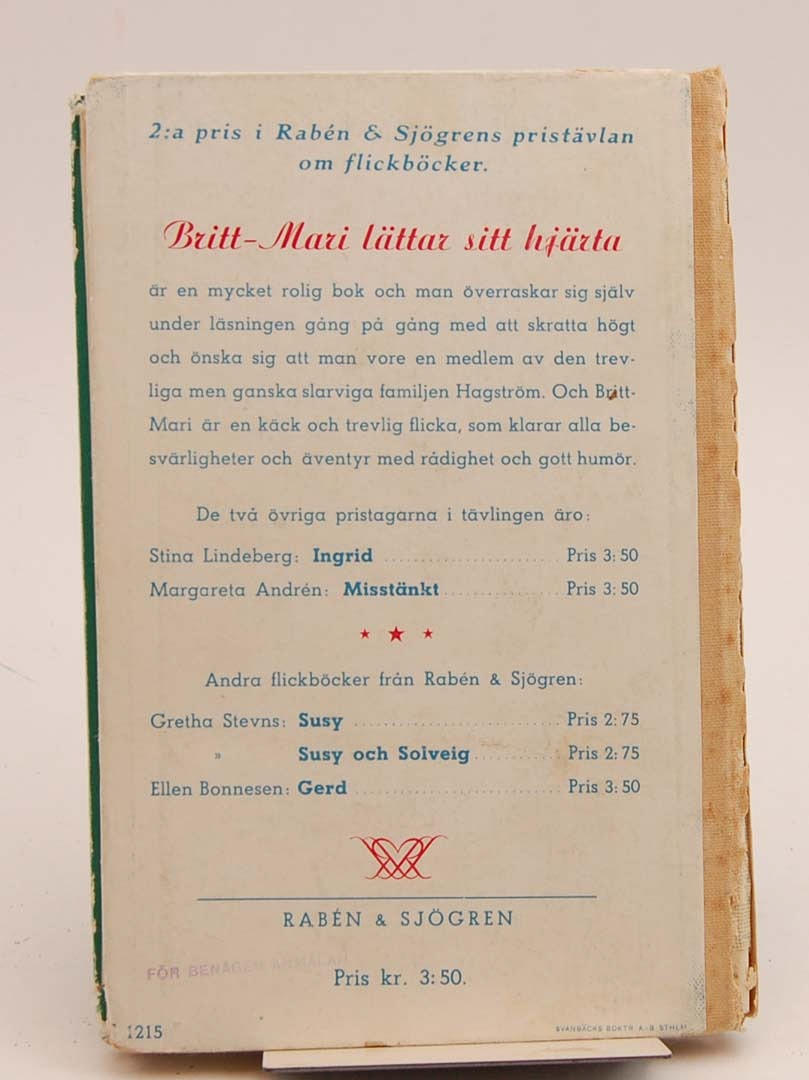 2:a pris i Rabén & Sjögrens pristävlan
om flickböcker.
Britt-Mari lättar sitt hjärta
är en mycket rolig bok och man överraskar sig själv
under läsningen gång på gång med att skratta högt
och önska sig att man vore en medlem av den trev-
liga men ganska slarviga familjen Hagström. Och Britt-
Mari är en käck och trevlig flicka, som klarar alla be-
svärligheter och äventyr med rådighet och gott humör.
De två övriga pristagarna i tävlingen äro:
Stina Lindeberg: Ingrid ........................ Pris 3:50
Margareta Andrén: Misstänkt ................ Pris 3:50
Andra flickböcker från Rabén & Sjögren:
Gretha Stevns: Susy ............................ Pris 2:75
» Susy och Solveig ............ Pris 2:75
Ellen Bonnesen: Gerd ............................ Pris 3:50
RABÉN & SJÖGREN
FÖR BENÄGEN ANMÄLAN
Pris kr. 3:50.
1215
SVANBÄCKS BOKTR. A.-B. STHLM